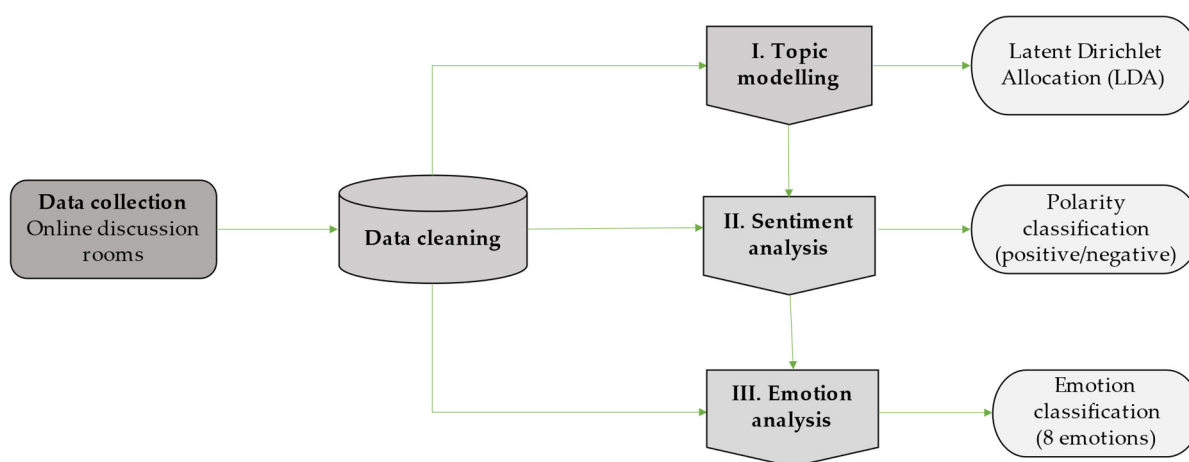 Data collection
Online discussion
rooms
Data cleaning
I. Topic
modelling
Latent Dirichlet
Allocation (LDA)
II. Sentiment
analysis
Polarity
classification
(positive/negative)
III. Emotion
analysis
Emotion
classification
(8 emotions)